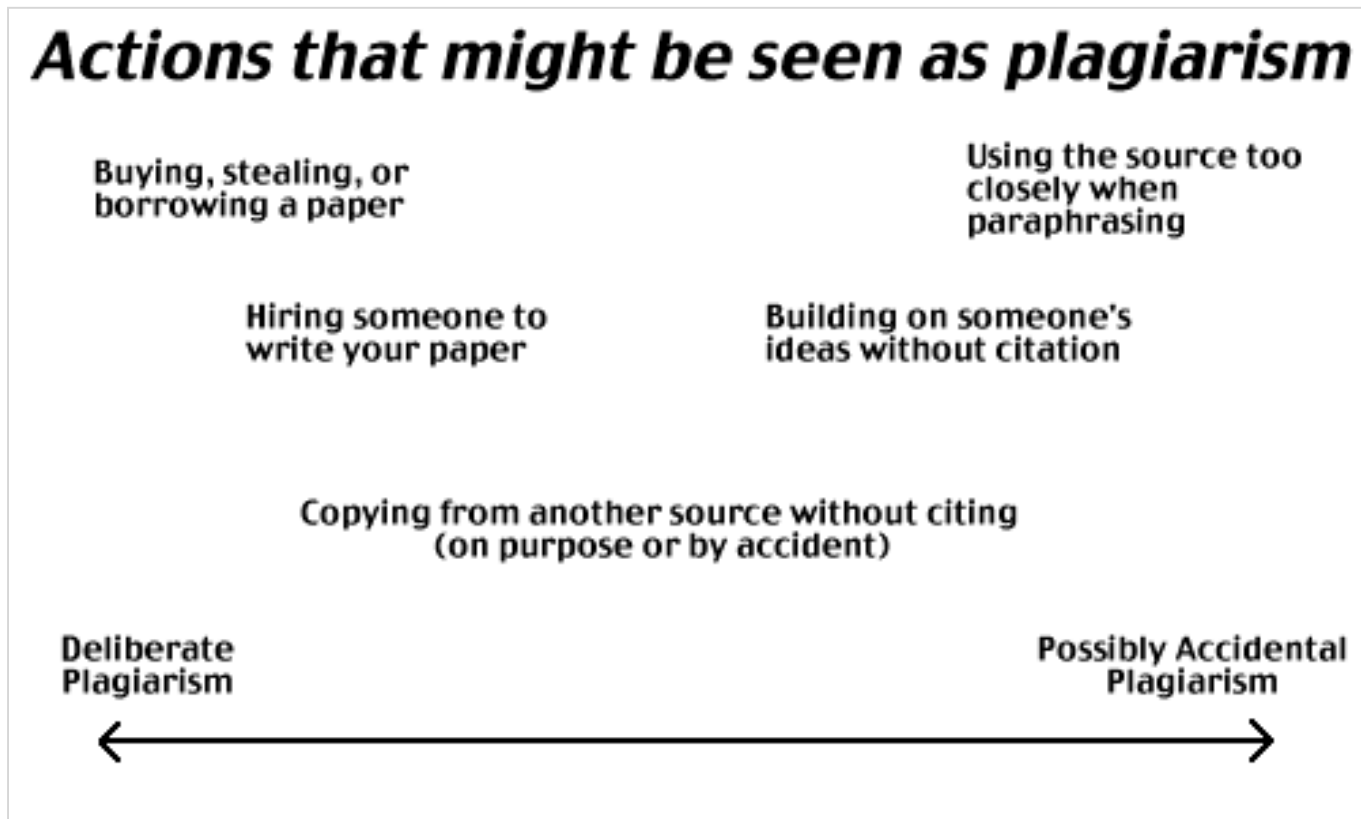 Actions that might be seen as plagiarism
Buying, stealing, or
borrowing a paper
Using the source too
closely when
paraphrasing
Hiring someone to
write your paper
Building on someone's
ideas without citation
Copying from another source without citing
(on purpose or by accident)
Deliberate
Plagiarism
Possibly Accidental
Plagiarism